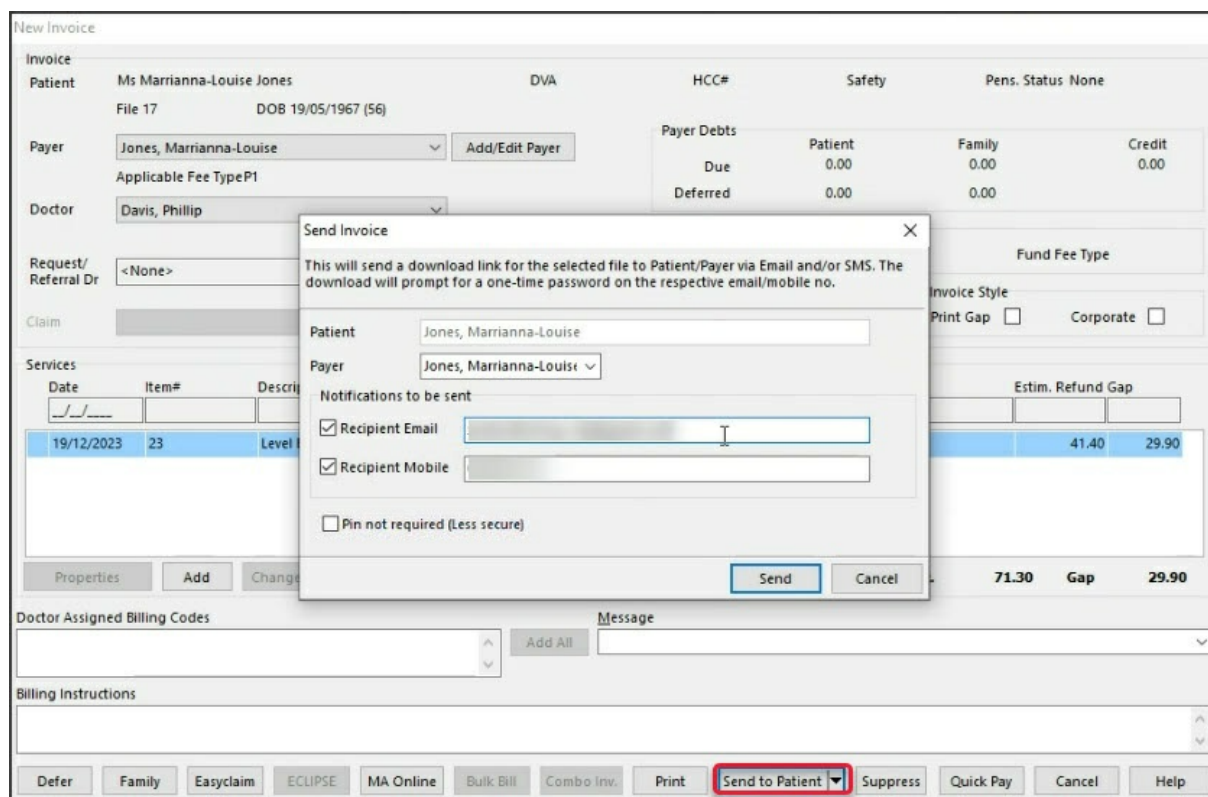 New Invoice
Invoice
Patient Ms Marrianna-Louise Jones DVA HCC# Safety Pens. Status None
File 17 DOB 19/05/1967 (56)
Payer Debts
Payer Jones, Marrianna-Louise Add/Edit Payer Patient Family Credit
Due 0.00 0.00 0.00
Applicable Fee TypeP1
Deferred 0.00 0.00
Doctor Davis, Phillip
Send Invoice
Fund Fee Type
Request/
Referral Dr <None>
This will send a download link for the selected file to Patient/Payer via Email and/or SMS. The
download will prompt for a one-time password on the respective email/mobile no.
Invoice Style
Print Gap Corporate
Claim
Patient Jones, Marrianna-Louise
Payer Jones, Marrianna-Louise
Services
Date Item# Descrip Estim. Refund Gap
__/__/____
Notifications to be sent
Recipient Email
19/12/2023 23 Level 41.40 29.90
Recipient Mobile
Pin not required (Less secure)
Properties Add Change
Send Cancel
71.30 Gap 29.90
Doctor Assigned Billing Codes Message
Add All
Billing Instructions
Defer Family Easyclaim ECLIPSE MA Online Bulk Bill Combo Inv. Print Send to Patient Suppress Quick Pay Cancel Help